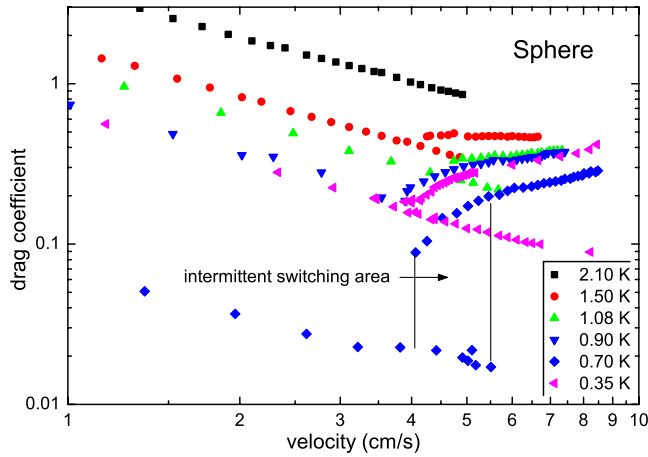 Sphere
1
0.1
0.01
drag coefficient
intermittent switching area
2.10 K
1.50 K
1.08 K
0.90 K
0.70 K
0.35 K
1 2 3 4 5 6 7 8 9 10
velocity (cm/s)